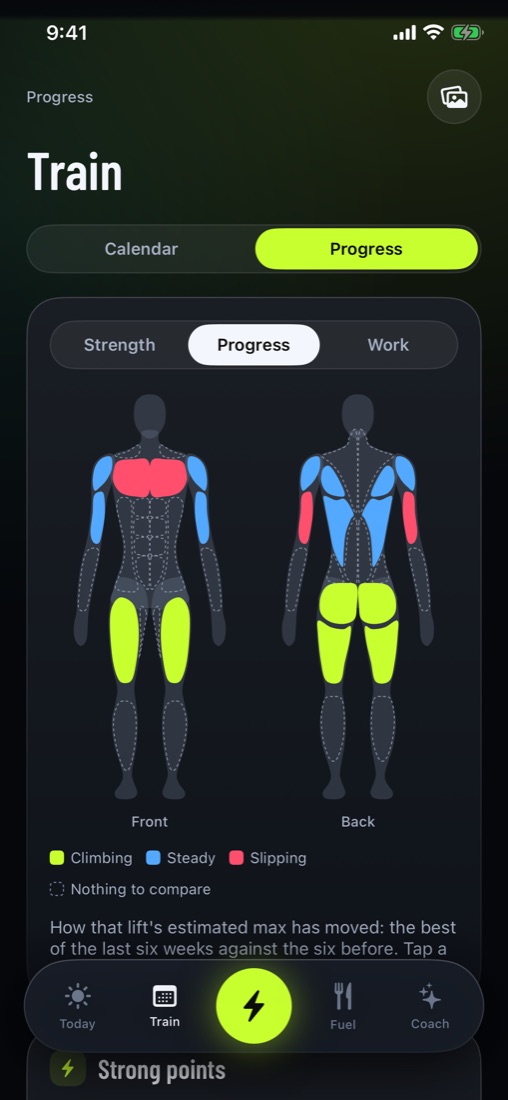 9:41
Progress
Train
Calendar
Progress
Strength
Progress
Work
Front
Back
Climbing
Steady
Slipping
Nothing to compare
How that lift's estimated max has moved: the best
of the last six weeks against the six before. Tap a
Today
Train
Fuel
Coach
Strong points